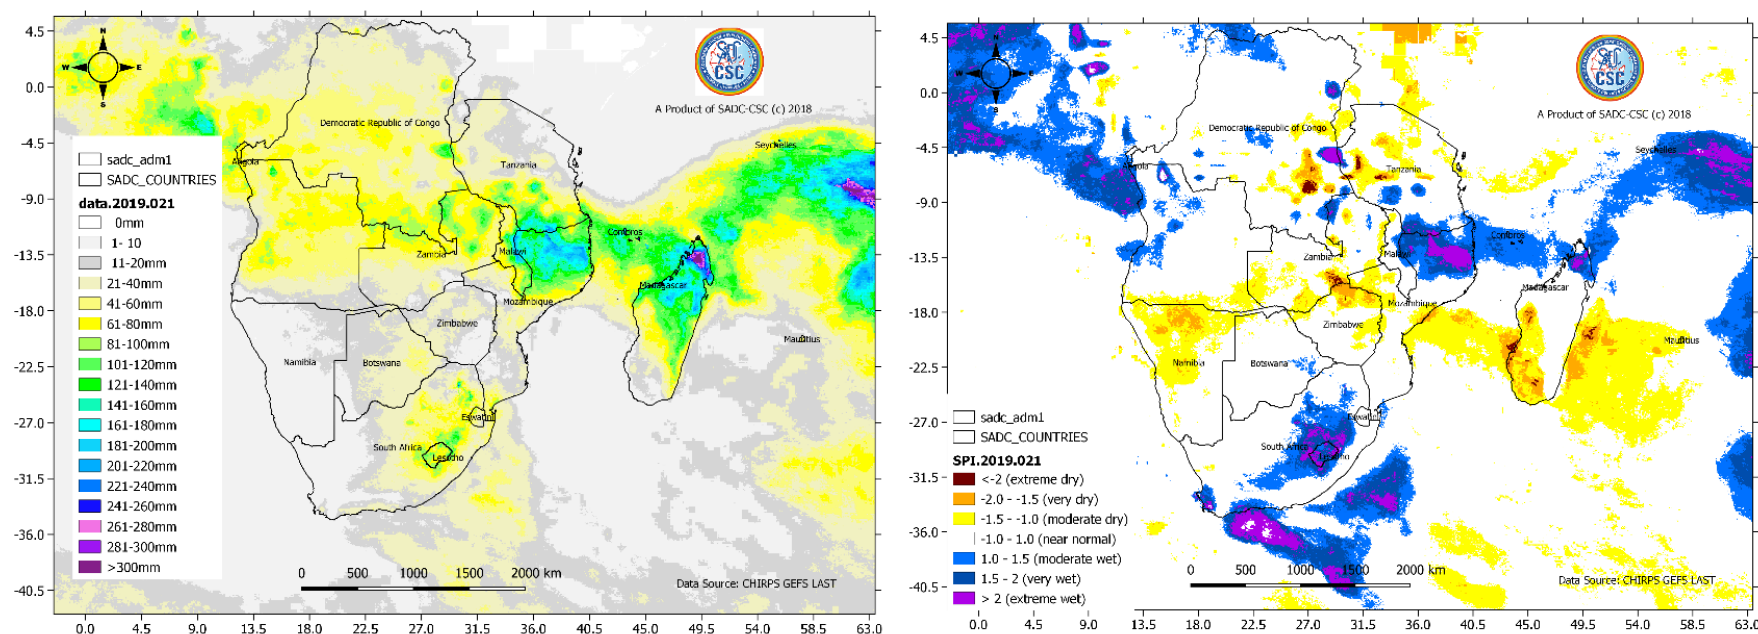 4.5
0.0
-4.5
-9.0
-13.5
-18.0
-22.5
-27.0
-31.5
-36.0
-40.5
N
W
E
S
CSC
A Product of SADC-CSC (c) 2018
Democratic Republic of Congo
Angola
Tanzania
Seychelles
Comoros
Malawi
Zambia
Madagascar
Mozambique
Zimbabwe
Mauitius
Namibia
Botswana
Eswatini
South Africa
Lesotho
sadc_adm1
SADC_COUNTRIES
data.2019.021
0mm
1- 10
11-20mm
21-40mm
41-60mm
61-80mm
81-100mm
101-120mm
121-140mm
141-160mm
161-180mm
181-200mm
201-220mm
221-240mm
241-260mm
261-280mm
281-300mm
>300mm
0 500 1000 1500 2000 km
Data Source: CHIRPS GEFS LAST
0.0 4.5 9.0 13.5 18.0 22.5 27.0 31.5 36.0 40.5 45.0 49.5 54.0 58.5 63.0
4.5
0.0
-4.5
-9.0
-13.5
-18.0
-22.5
-27.0
-31.5
-36.0
-40.5
N
W
E
S
CSC
A Product of SADC-CSC (c) 2018
Democratic Republic of Congo
Angola
Tanzania
Seychelles
Comoros
Malawi
Zambia
Madagascar
Mozambique
Zimbabwe
Mauitius
Namibia
Botswana
Eswatini
South Africa
Lesotho
sadc_adm1
SADC_COUNTRIES
SPI.2019.021
<-2 (extreme dry)
-2.0 - -1.5 (very dry)
-1.5 - -1.0 (moderate dry)
-1.0 - 1.0 (near normal)
1.0 - 1.5 (moderate wet)
1.5 - 2 (very wet)
> 2 (extreme wet)
0 500 1000 1500 2000 km
Data Source: CHIRPS GEFS LAST
0.0 4.5 9.0 13.5 18.0 22.5 27.0 31.5 36.0 40.5 45.0 49.5 54.0 58.5 63.0